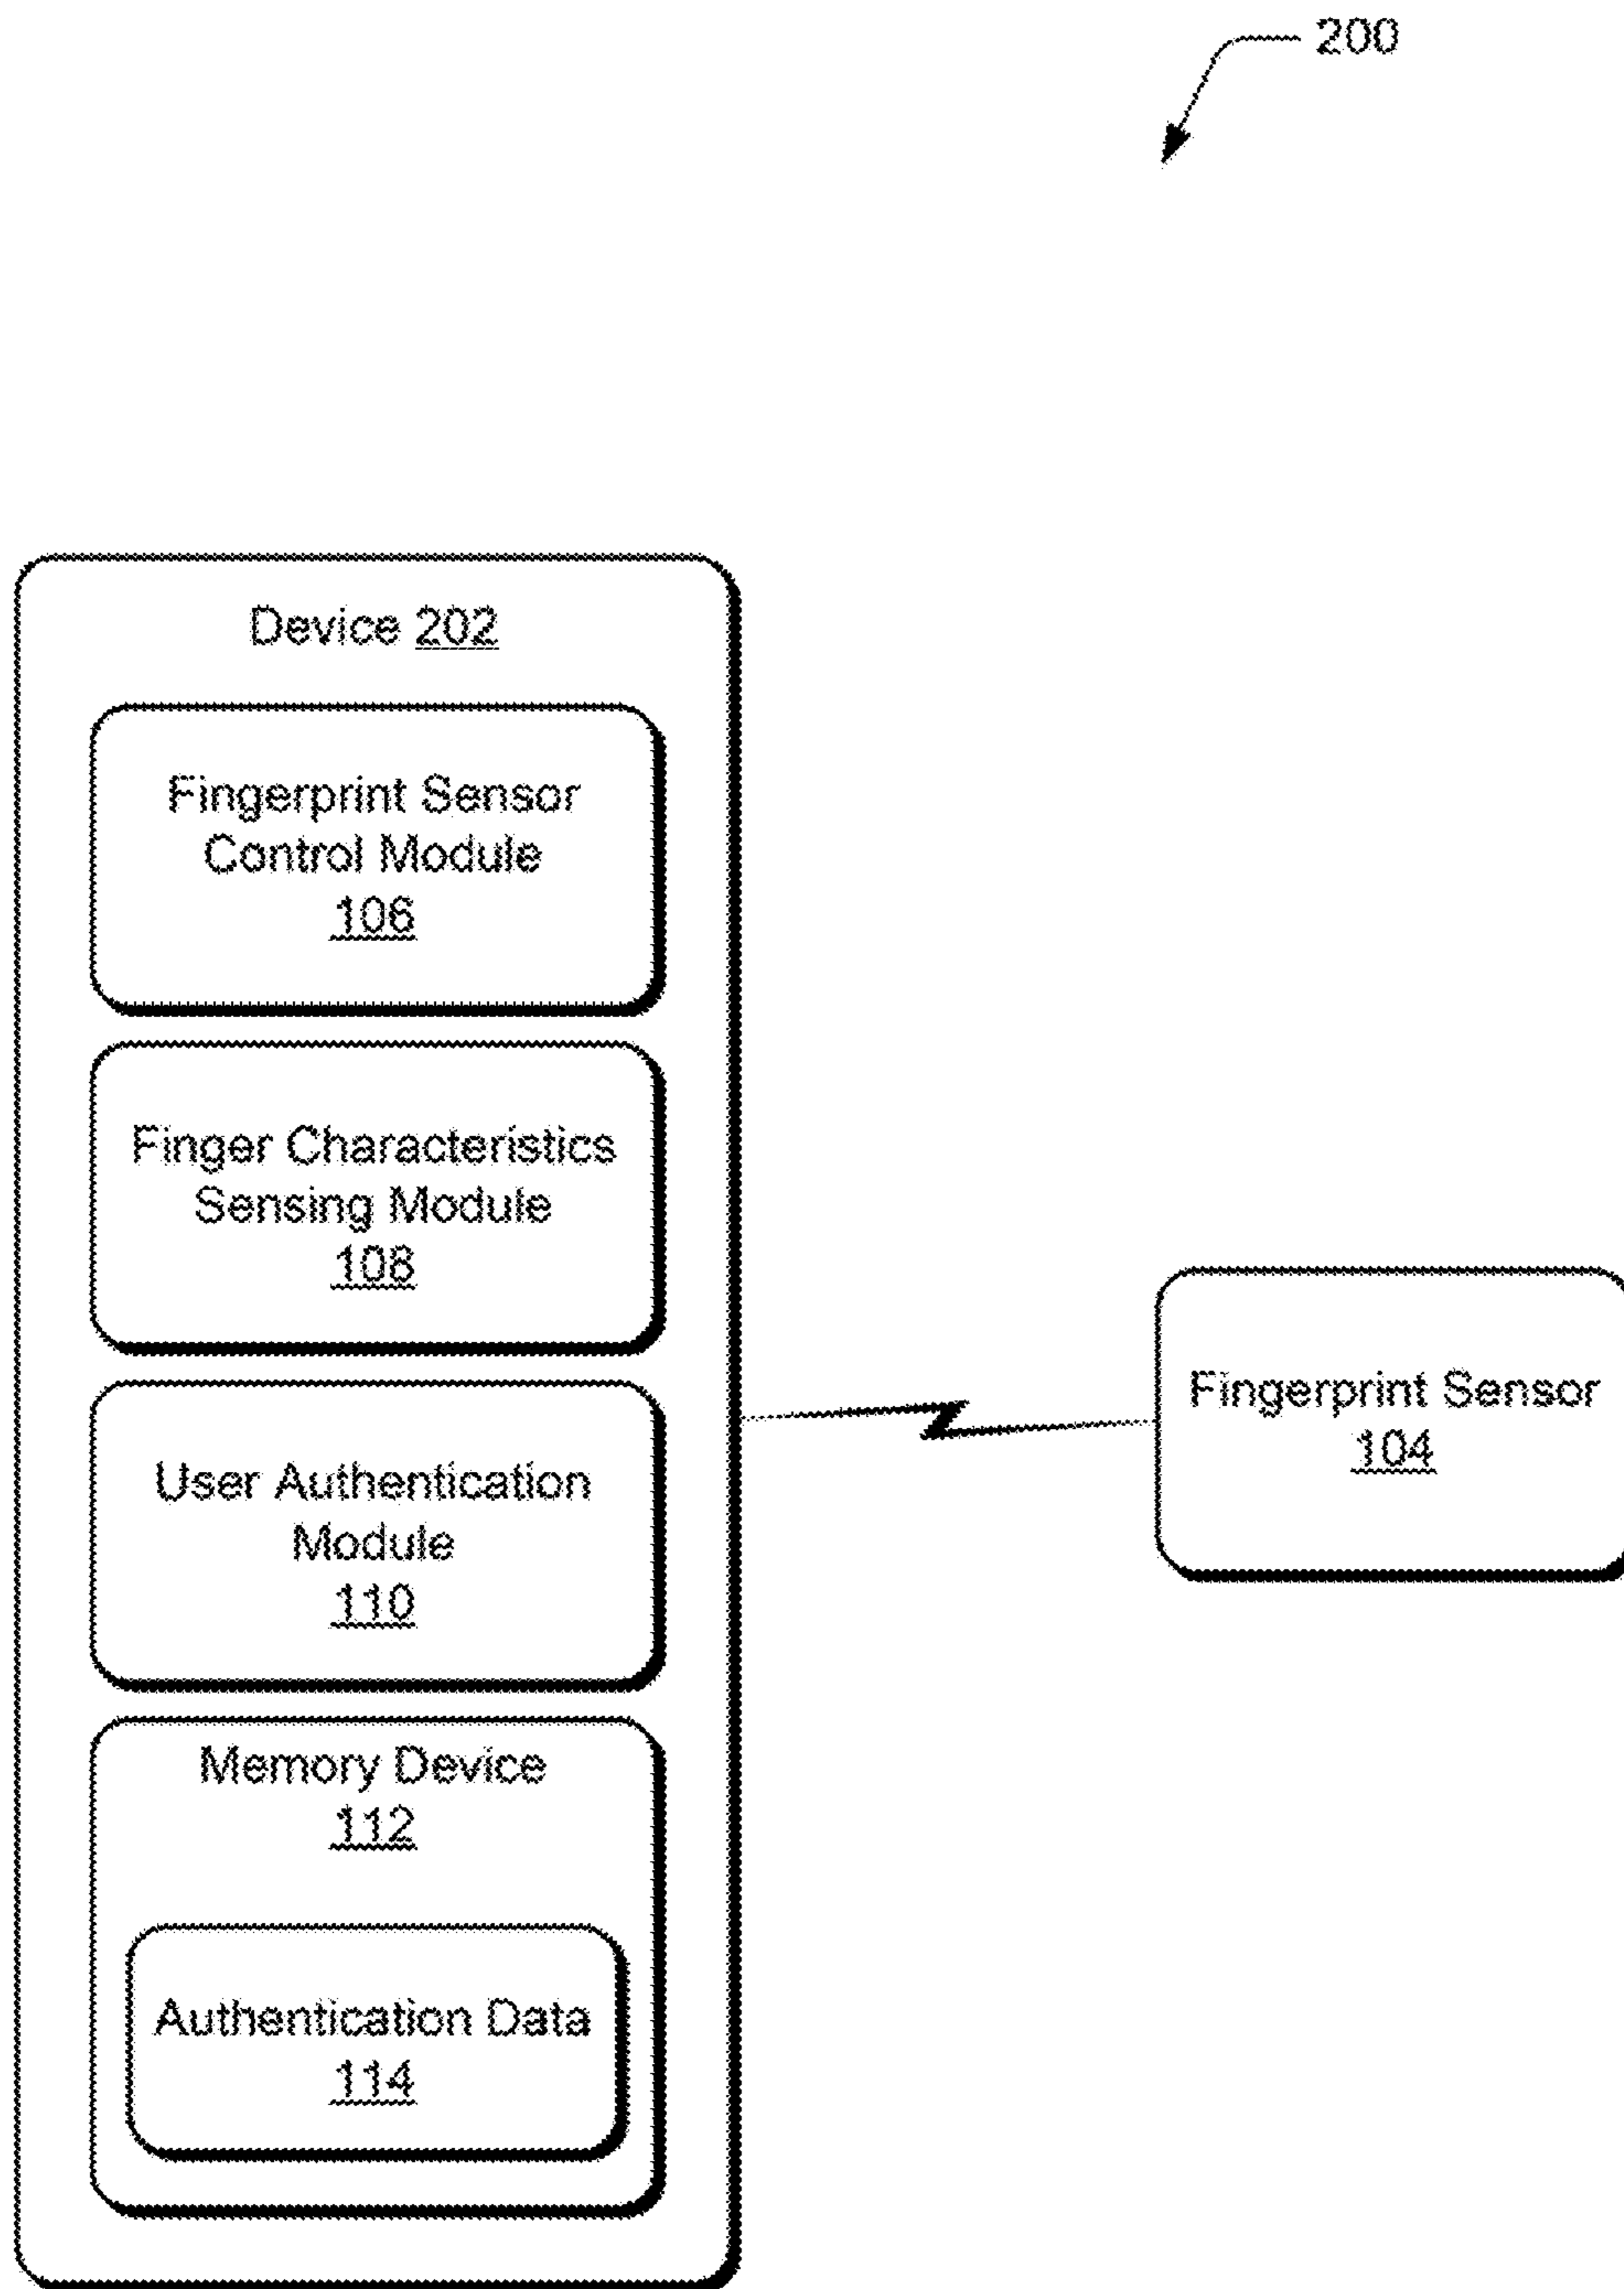 200
Device 202
Fingerprint Sensor
Control Module
106
Finger Characteristics
Sensing Module
108
User Authentication
Module
110
Memory Device
112
Authentication Data
114
Fingerprint Sensor
104